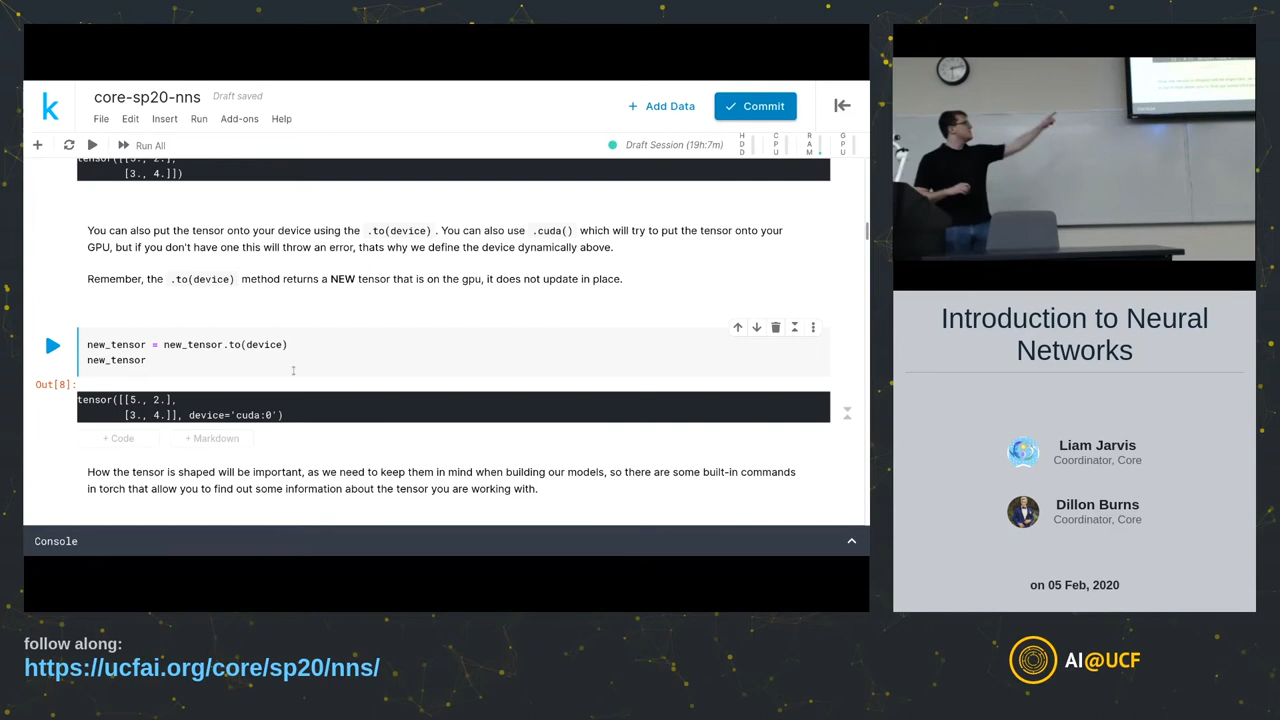 core-sp20-nns
Draft saved
File Edit Insert Run Add-ons Help
+ Add Data
Commit
Run All
Draft Session (19h:7m)
HDD
CPU
RAM
GPU
tensor([[5., 2.],
[3., 4.]])
You can also put the tensor onto your device using the .to(device) . You can also use .cuda() which will try to put the tensor onto your
GPU, but if you don't have one this will throw an error, thats why we define the device dynamically above.
Remember, the .to(device) method returns a NEW tensor that is on the gpu, it does not update in place.
new_tensor = new_tensor.to(device)
new_tensor
Out[8]:
tensor([[5., 2.],
[3., 4.]], device='cuda:0')
+ Code + Markdown
How the tensor is shaped will be important, as we need to keep them in mind when building our models, so there are some built-in commands
in torch that allow you to find out some information about the tensor you are working with.
Console
Introduction to Neural
Networks
Liam Jarvis
Coordinator, Core
Dillon Burns
Coordinator, Core
on 05 Feb, 2020
follow along:
https://ucfai.org/core/sp20/nns/
AI@UCF